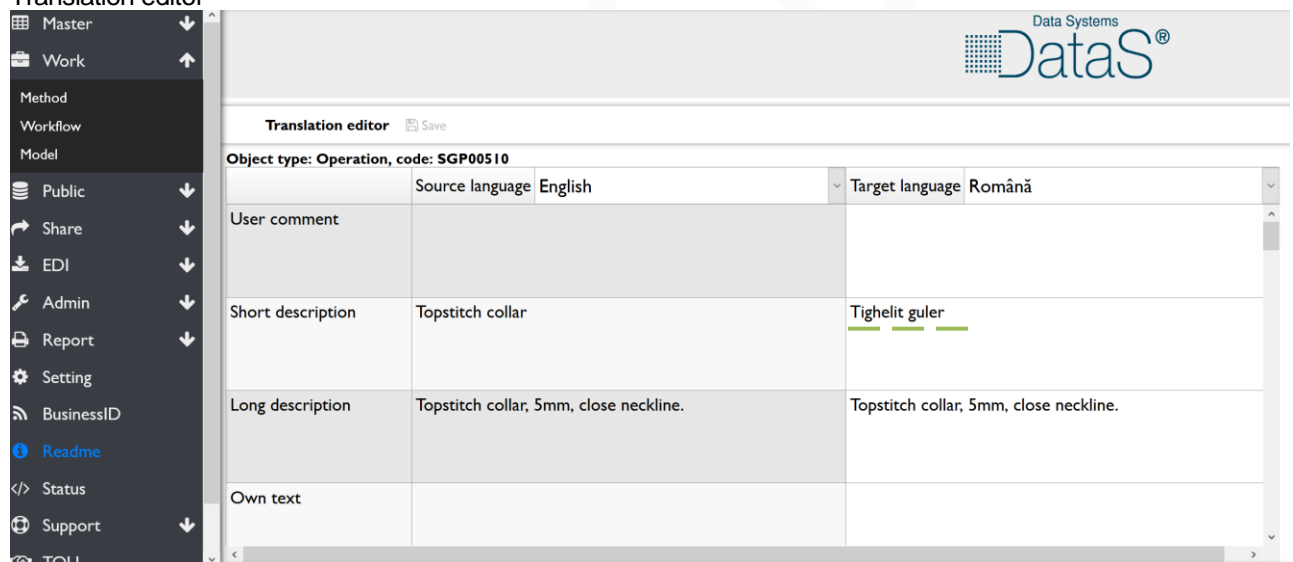 Translation editor
Master
Work
Method
Workflow
Model
Public
Share
EDI
Admin
Report
Setting
BusinessID
Readme
Status
Support
TOU
Data Systems
DataS®
Translation editor Save
Object type: Operation, code: SGP00510
Source language English Target language Română
User comment
Short description Topstitch collar Tighelit guler
Long description Topstitch collar, 5mm, close neckline. Topstitch collar, 5mm, close neckline.
Own text